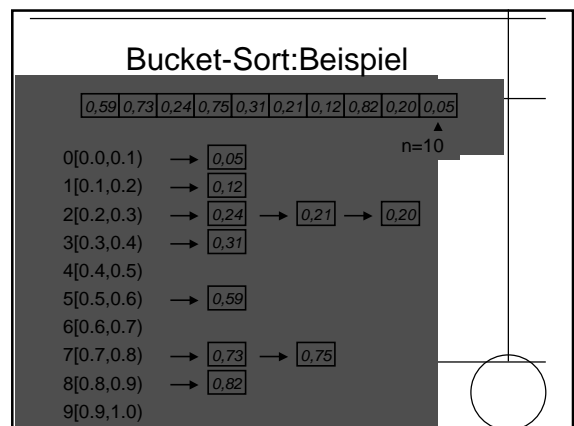 Bucket-Sort:Beispiel
0,59 0,73 0,24 0,75 0,31 0,21 0,12 0,82 0,20 0,05
n=10
0[0.0,0.1) 0,05
1[0.1,0.2) 0,12
2[0.2,0.3) 0,24 0,21 0,20
3[0.3,0.4) 0,31
4[0.4,0.5)
5[0.5,0.6) 0,59
6[0.6,0.7)
7[0.7,0.8) 0,73 0,75
8[0.8,0.9) 0,82
9[0.9,1.0)